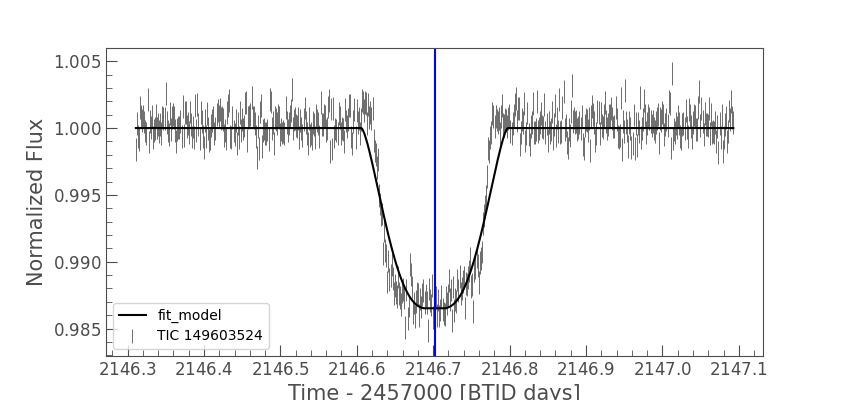 1.005
1.000
0.995
0.990
0.985
Normalized Flux
fit_model
TIC 149603524
2146.3 2146.4 2146.5 2146.6 2146.7 2146.8 2146.9 2147.0 2147.1
Time - 2457000 [BTJD days]